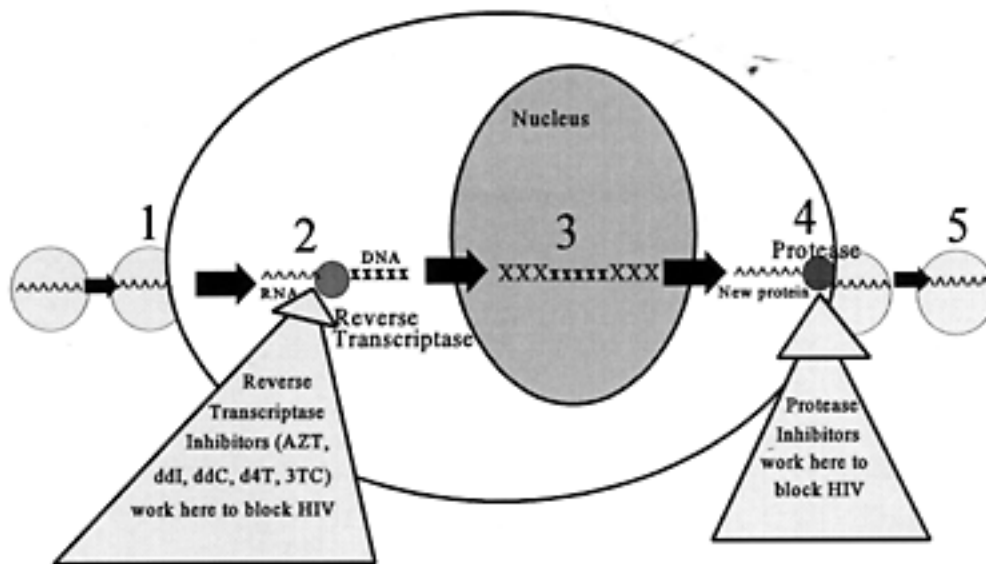 Nucleus
1
2
3
4
5
DNA
RNA
Reverse
Transcriptase
XXXxxxxxXXX
Protease
New protein
Reverse
Transcriptase
Inhibitors (AZT,
ddI, ddC, d4T, 3TC)
work here to block HIV
Protease
Inhibitors
work here to
block HIV